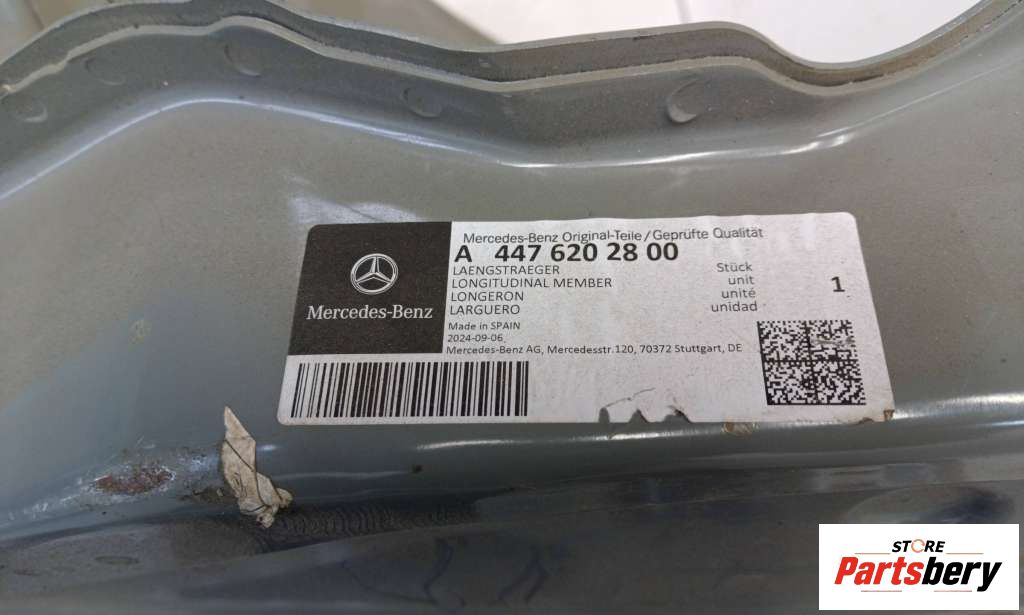 Mercedes-Benz Original-Teile/Geprüfte Qualität
A 447 620 28 00
LAENGSTRAEGER
LONGITUDINAL MEMBER
LONGERON
LARGUERO
Stück
unit
unité
unidad
1
Mercedes-Benz
Made in SPAIN
2024-09-06
Mercedes-Benz AG, Mercedesstr.120, 70372 Stuttgart, DE
STORE
Partsbery